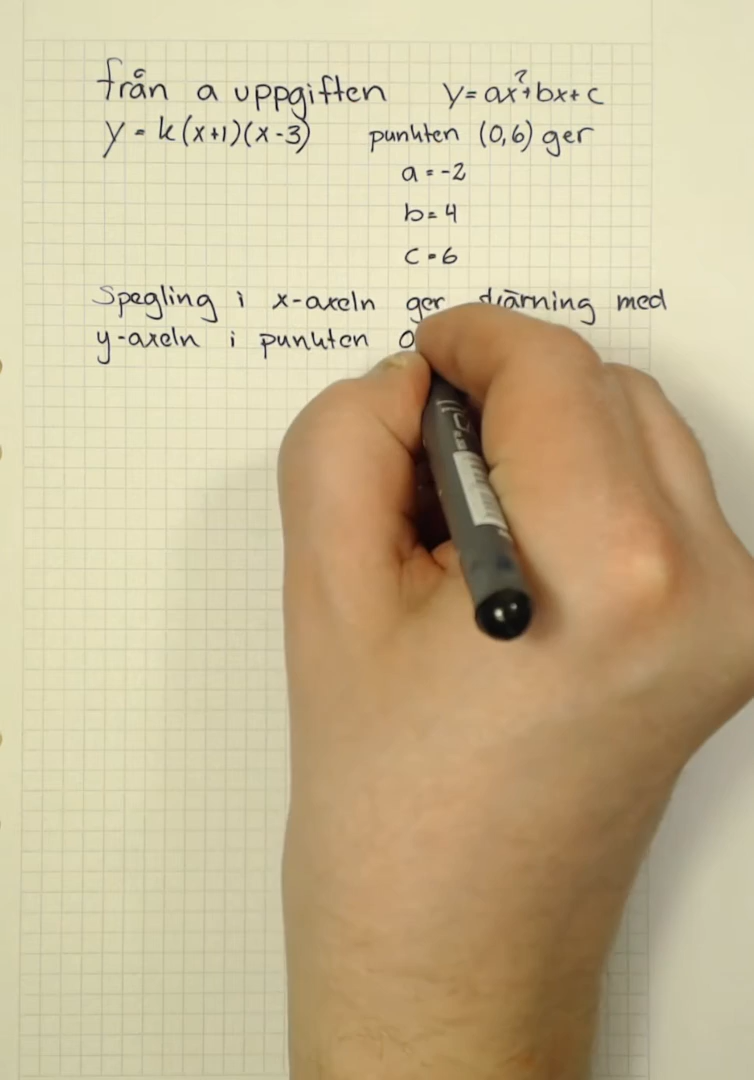 från a uppgiften y=ax²+bx+c
y = k(x+1)(x-3) punkten (0,6) ger
a = -2
b = 4
c = 6
Spegling i x-axeln ger skärning med
y-axeln i punkten